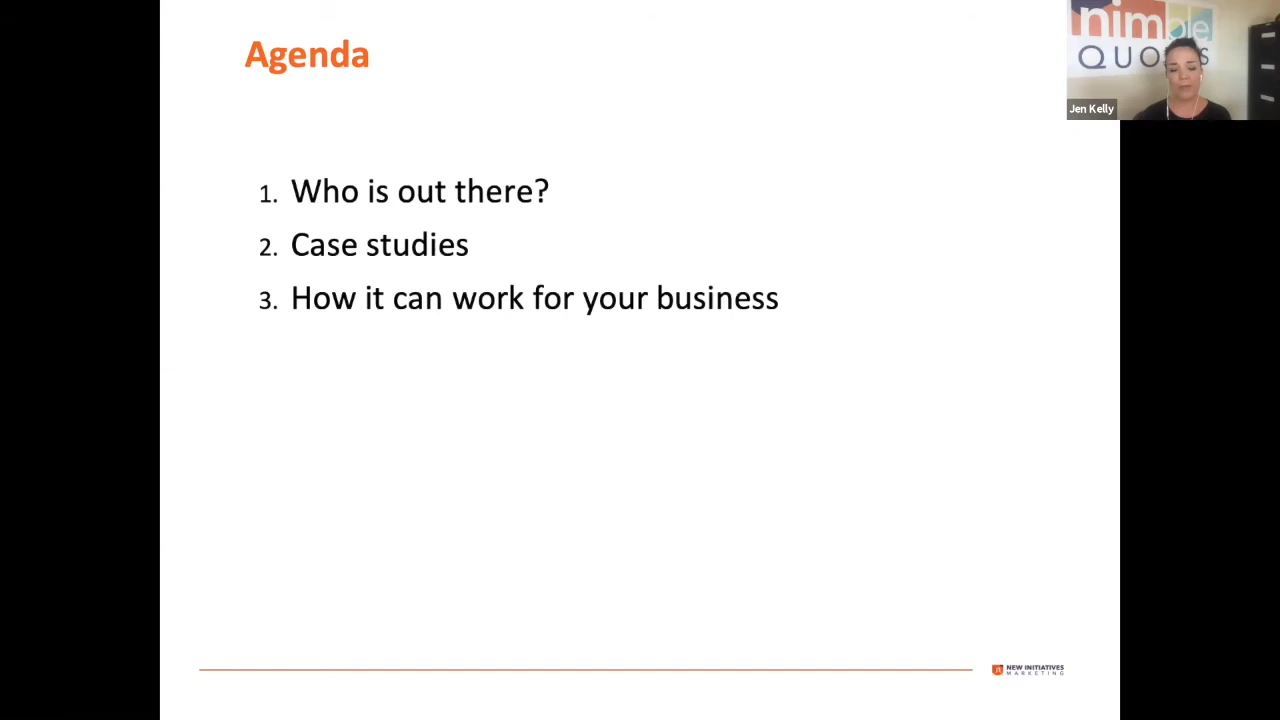 Agenda
nimble
QUOTES
Jen Kelly
1. Who is out there?
2. Case studies
3. How it can work for your business
NEW INITIATIVES
MARKETING